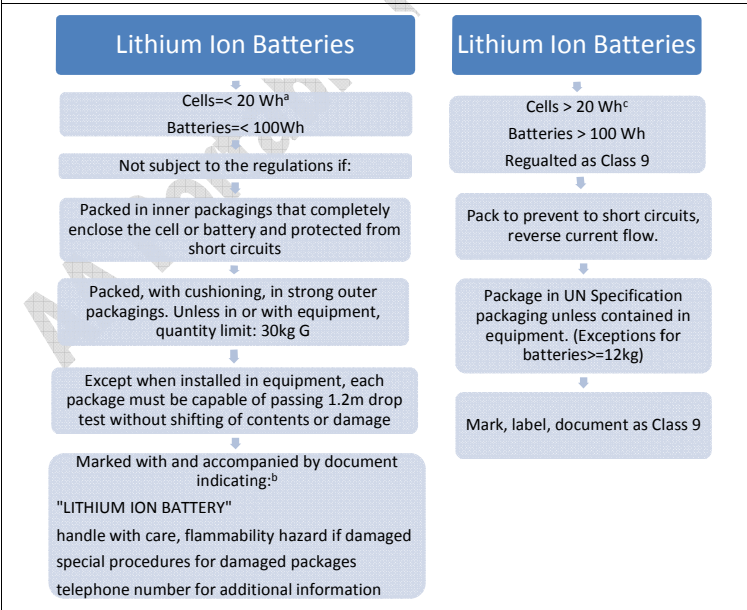 Lithium Ion Batteries
Cells=< 20 Whᵃ
Batteries=< 100Wh
Not subject to the regulations if:
Packed in inner packagings that completely
enclose the cell or battery and protected from
short circuits
Packed, with cushioning, in strong outer
packagings. Unless in or with equipment,
quantity limit: 30kg G
Except when installed in equipment, each
package must be capable of passing 1.2m drop
test without shifting of contents or damage
Marked with and accompanied by document
indicating:ᵇ
"LITHIUM ION BATTERY"
handle with care, flammability hazard if damaged
special procedures for damaged packages
telephone number for additional information
Lithium Ion Batteries
Cells > 20 Whᶜ
Batteries > 100 Wh
Regualted as Class 9
Pack to prevent to short circuits,
reverse current flow.
Package in UN Specification
packaging unless contained in
equipment. (Exceptions for
batteries>=12kg)
Mark, label, document as Class 9